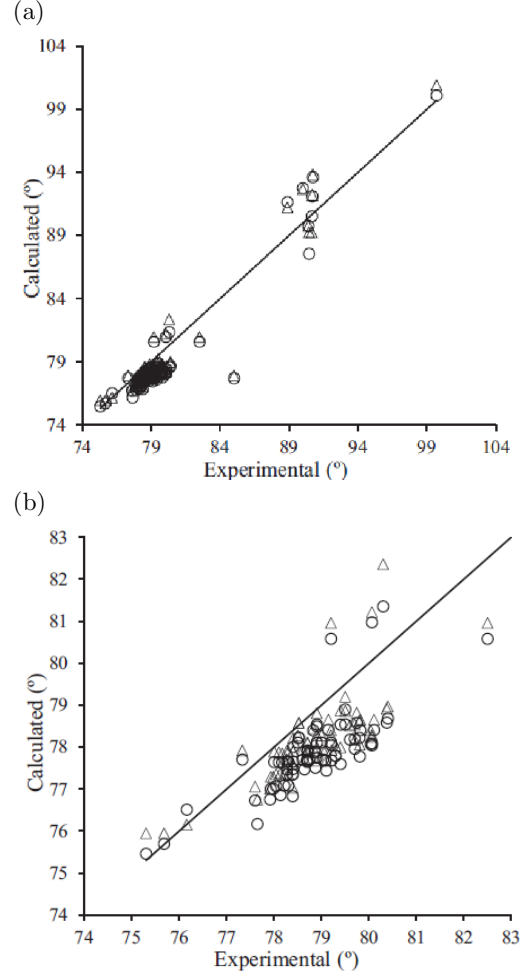 (a)
104
99
94
89
84
79
74
Calculated (º)
74 79 84 89 94 99 104
Experimental (º)
(b)
83
82
81
80
79
78
77
76
75
74
Calculated (º)
74 75 76 77 78 79 80 81 82 83
Experimental (º)